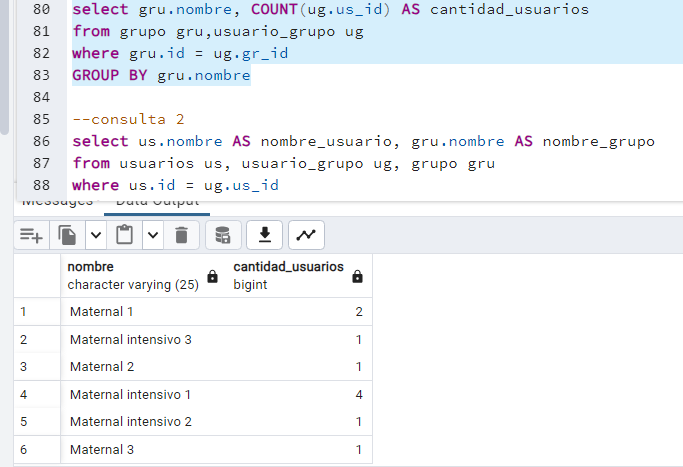 80 select gru.nombre, COUNT(ug.us_id) AS cantidad_usuarios
81 from grupo gru,usuario_grupo ug
82 where gru.id = ug.gr_id
83 GROUP BY gru.nombre
84
85 --consulta 2
86 select us.nombre AS nombre_usuario, gru.nombre AS nombre_grupo
87 from usuarios us, usuario_grupo ug, grupo gru
88 where us.id = ug.us_id
Messages Data Output
nombre cantidad_usuarios
character varying (25) bigint
1 Maternal 1 2
2 Maternal intensivo 3 1
3 Maternal 2 1
4 Maternal intensivo 1 4
5 Maternal intensivo 2 1
6 Maternal 3 1